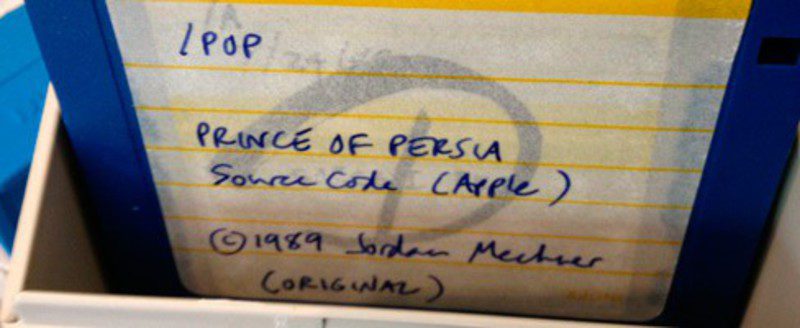 /POP
PRINCE OF PERSIA
Source Code (Apple)
©1989 Jordan Mechner
(ORIGINAL)